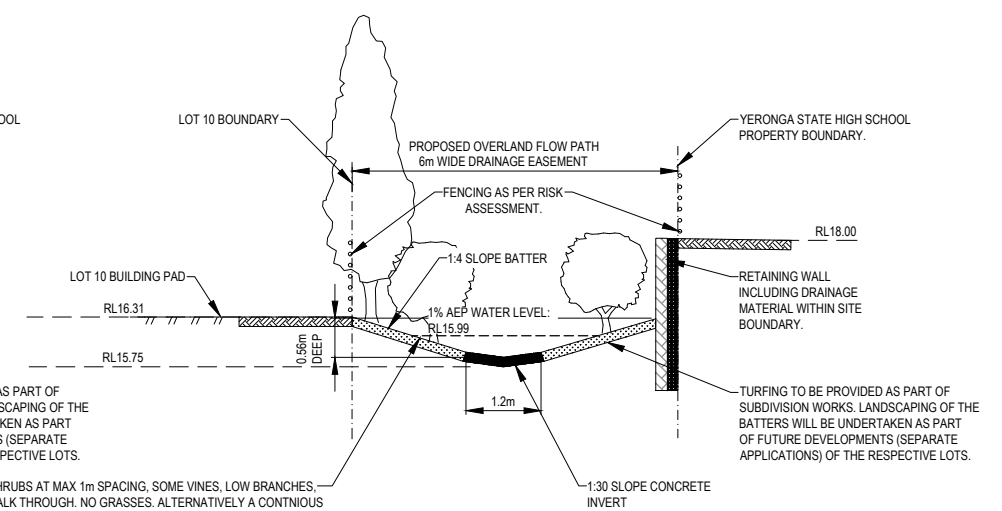 OOL
LOT 10 BOUNDARY
YERONGA STATE HIGH SCHOOL
PROPERTY BOUNDARY.
PROPOSED OVERLAND FLOW PATH
6m WIDE DRAINAGE EASEMENT
FENCING AS PER RISK
ASSESSMENT.
RL18.00
1:4 SLOPE BATTER
LOT 10 BUILDING PAD
RETAINING WALL
INCLUDING DRAINAGE
MATERIAL WITHIN SITE
BOUNDARY.
RL16.31
1% AEP WATER LEVEL:
RL15.99
0.56m
DEEP
RL15.75
1.2m
AS PART OF
SCAPING OF THE
KEN AS PART
S (SEPARATE
PECTIVE LOTS.
TURFING TO BE PROVIDED AS PART OF
SUBDIVISION WORKS. LANDSCAPING OF THE
BATTERS WILL BE UNDERTAKEN AS PART
OF FUTURE DEVELOPMENTS (SEPARATE
APPLICATIONS) OF THE RESPECTIVE LOTS.
HRUBS AT MAX 1m SPACING, SOME VINES, LOW BRANCHES,
ALK THROUGH. NO GRASSES. ALTERNATIVELY A CONTNIOUS
1:30 SLOPE CONCRETE
INVERT